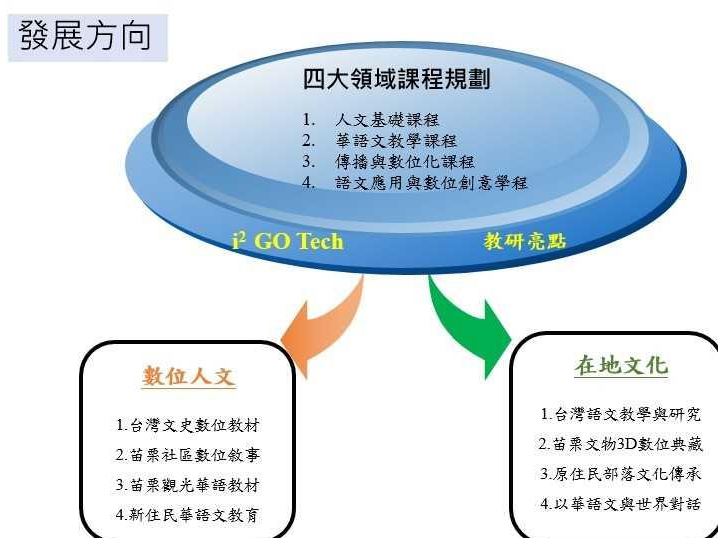 發展方向
四大領域課程規劃
1. 人文基礎課程
2. 華語文教學課程
3. 傳播與數位化課程
4. 語文應用與數位創意學程
i² GO Tech
教研亮點
數位人文
1.台灣文史數位教材
2.苗栗社區數位敘事
3.苗栗觀光華語教材
4.新住民華語文教育
在地文化
1.台灣語文教學與研究
2.苗栗文物3D數位典藏
3.原住民部落文化傳承
4.以華語文與世界對話